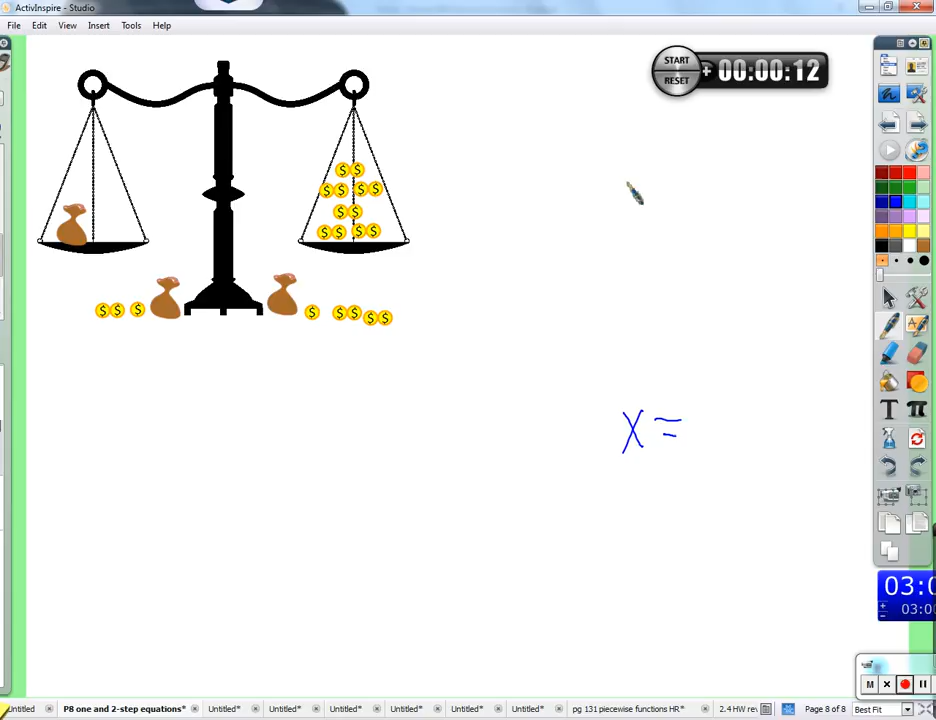 ActivInspire - Studio
File Edit View Insert Tools Help
START
RESET
00:00:12
$ $
$ $ $ $
$ $
$ $ $ $
$ $ $ $ $ $ $ $
X =
T π
03:0
03:00
M
Untitled P8 one and 2-step equations* Untitled* Untitled* Untitled* Untitled* Untitled* Untitled* pg 131 piecewise functions HR* 2.4 HW rev Page 8 of 8 Best Fit